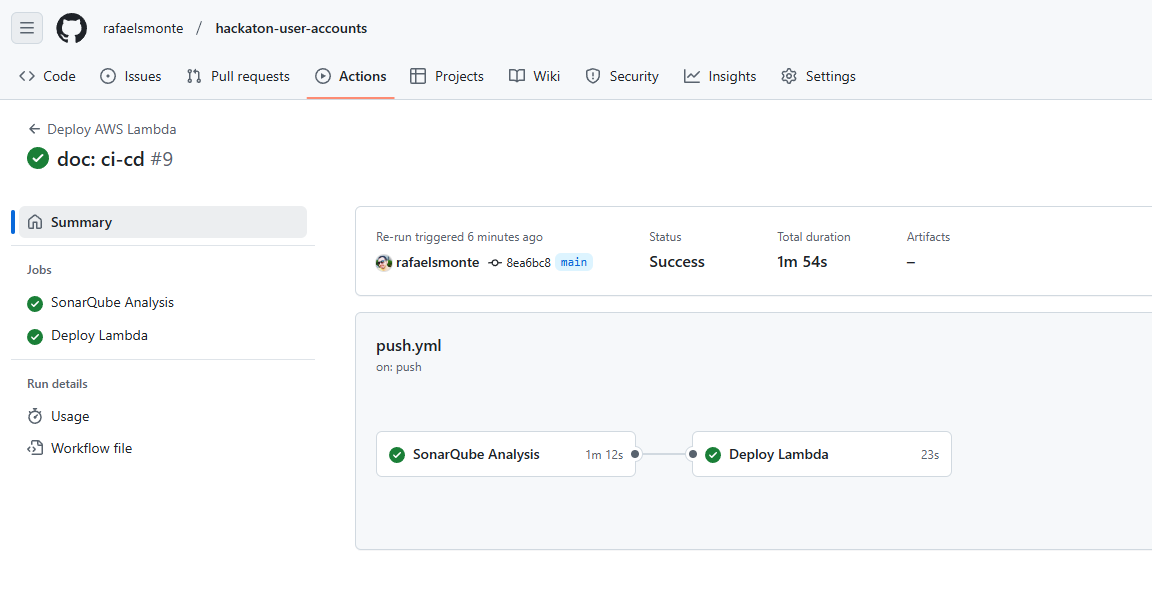 rafaelsmonte / hackaton-user-accounts
Code Issues Pull requests Actions Projects Wiki Security Insights Settings
Deploy AWS Lambda
doc: ci-cd #9
Summary
Jobs
SonarQube Analysis
Deploy Lambda
Run details
Usage
Workflow file
Re-run triggered 6 minutes ago Status Total duration Artifacts
rafaelsmonte 8ea6bc8 main Success 1m 54s –
push.yml
on: push
SonarQube Analysis 1m 12s Deploy Lambda 23s